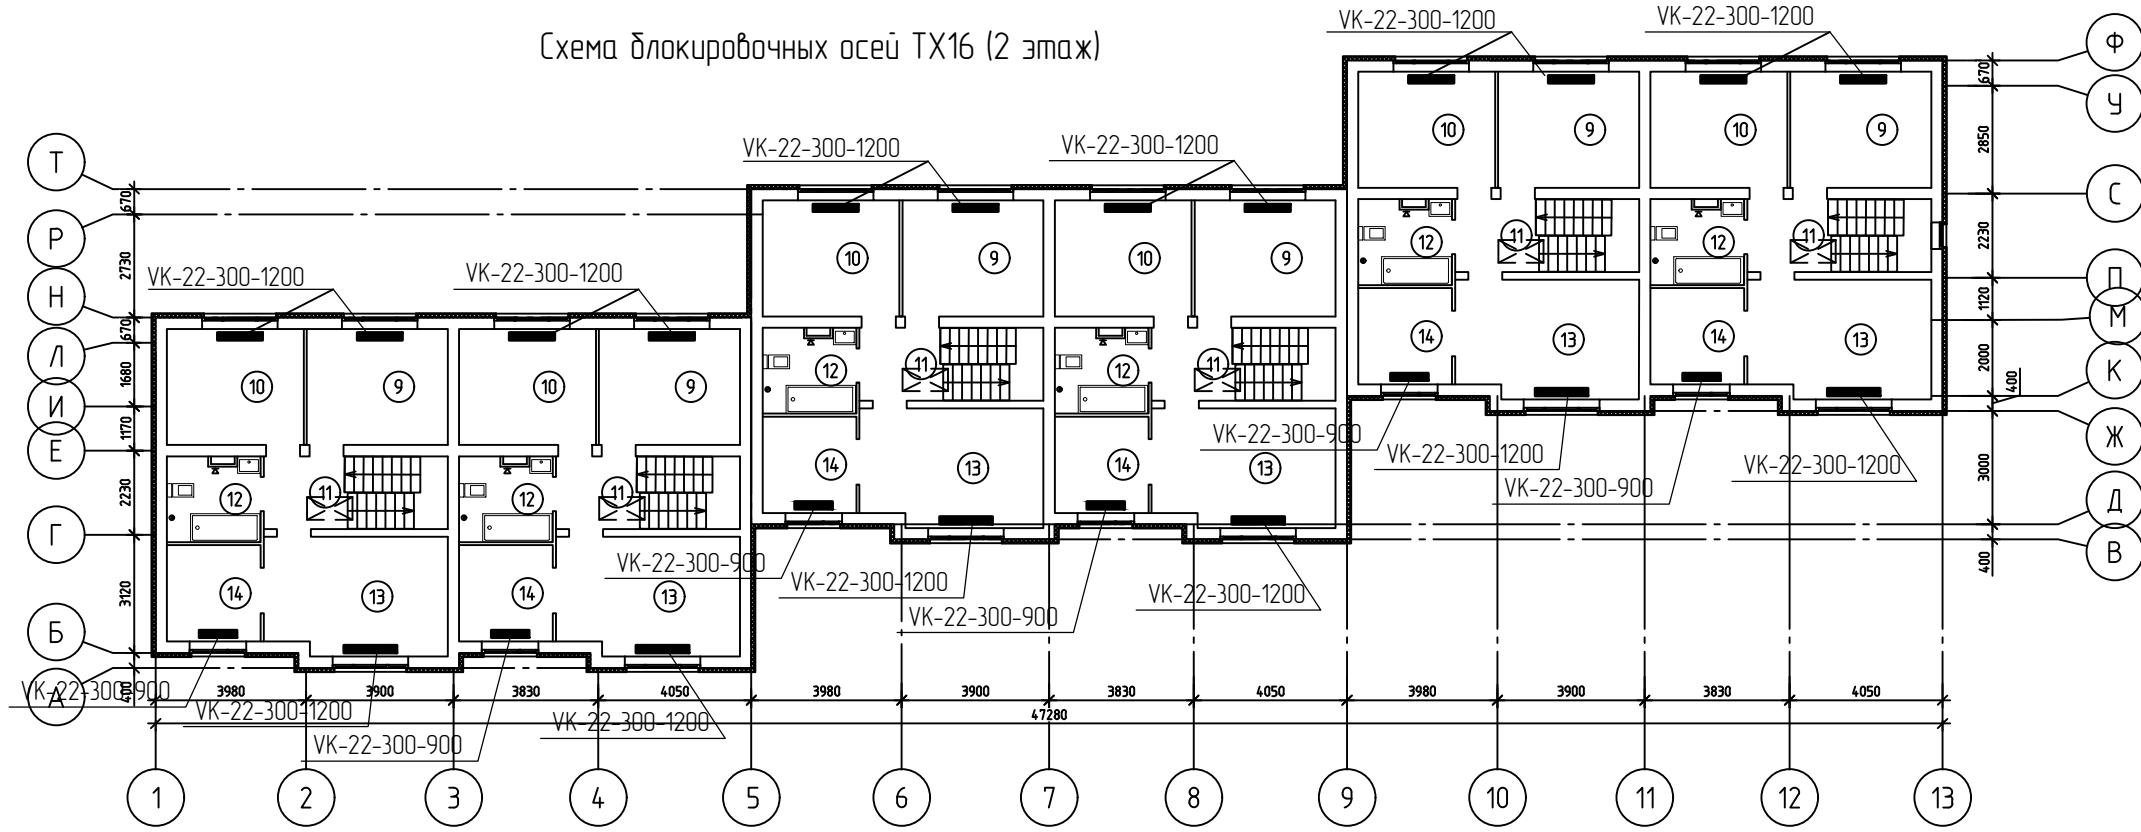 Схема блокировочных осей ТХ16 (2 этаж)
VK-22-300-1200
VK-22-300-1200
Ф
670
У
10
9
10
9
2850
VK-22-300-1200
VK-22-300-1200
Т
С
670
Р
12
11
12
11
2230
10
9
10
9
2730
VK-22-300-1200
VK-22-300-1200
П
Н
1120
М
670
Л
14
13
14
13
2000
12
11
12
11
К
400
10
9
10
9
1680
И
1170
VK-22-300-900
Ж
VK-22-300-1200
VK-22-300-1200
Е
14
13
14
13
3000
VK-22-300-900
12
11
12
11
2230
Д
Г
В
VK-22-300-900
400
VK-22-300-1200
VK-22-300-1200
3120
14
13
14
13
VK-22-300-900
Б
VK-22-300-900
А
400
3980
3900
3830
4050
3980
3900
3830
4050
3980
3900
3830
4050
VK-22-300-1200
47280
VK-22-300-1200
VK-22-300-900
1
2
3
4
5
6
7
8
9
10
11
12
13